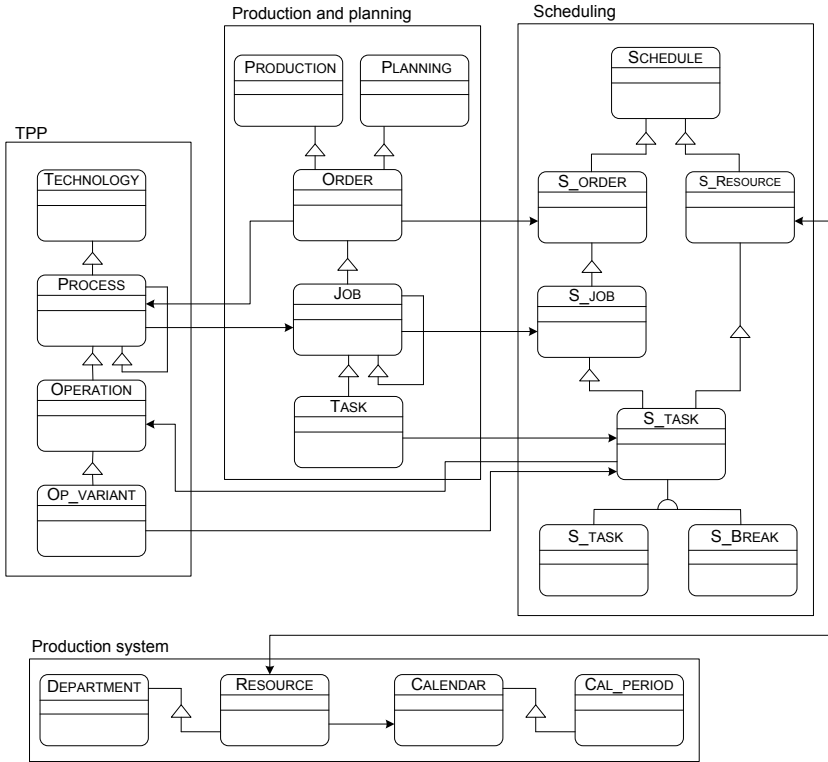 Production and planning
Scheduling
TPP
PRODUCTION
PLANNING
SCHEDULE
TECHNOLOGY
ORDER
S_ORDER
S_RESOURCE
PROCESS
JOB
S_JOB
OPERATION
TASK
S_TASK
OP_VARIANT
S_TASK
S_BREAK
Production system
DEPARTMENT
RESOURCE
CALENDAR
CAL_PERIOD